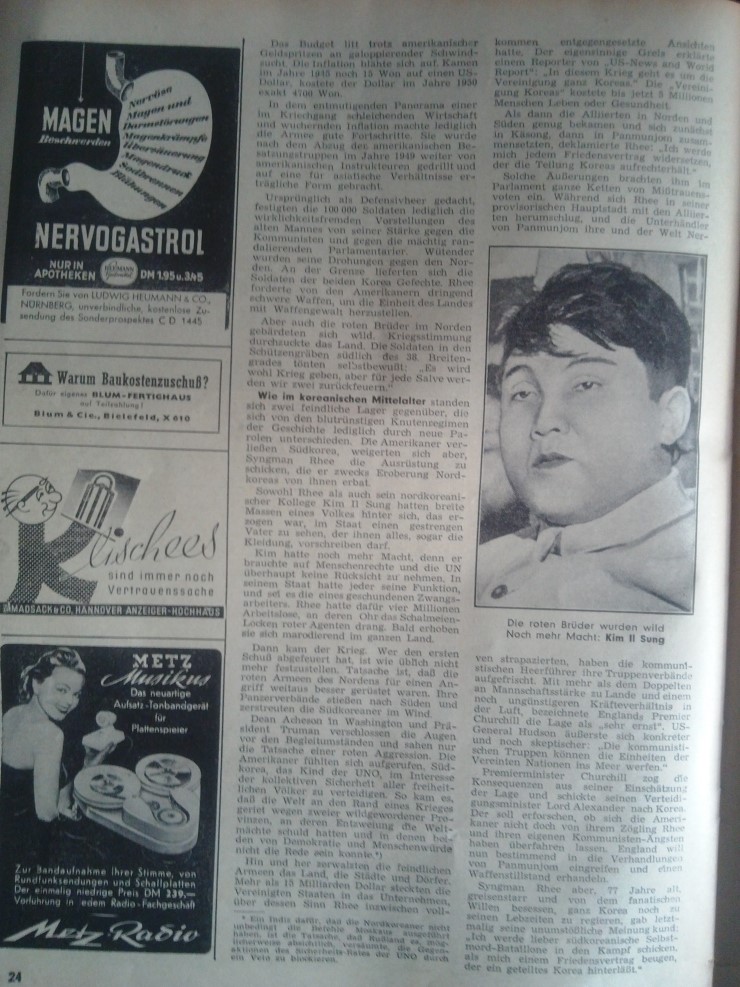 MAGEN
Beschwerden
Nervöse
Magen und
Darmstörungen
Magenkrämpfe
Übersäuerung
Magendruck
Sodbrennen
Blähungen
NERVOGASTROL
NUR IN
APOTHEKEN
HEUMANN
DM 1.95 u. 3.45
Fordern Sie von LUDWIG HEUMANN & CO.,
NÜRNBERG, unverbindliche, kostenlose Zu-
sendung des Sonderprospektes C D 1445
Warum Baukostenzuschuß?
Dafür eigenes BLUM-FERTIGHAUS
auf Teilzahlung!
Blum & Cie., Bielefeld, X 610
Klischees
sind immer noch
Vertrauenssache
MADSACK & CO, HANNOVER ANZEIGER-HOCHHAUS
METZ
Musikus
Das neuartige
Aufsatz-Tonbandgerät
für
Plattenspieler
Zur Bandaufnahme Ihrer Stimme, von
Rundfunksendungen und Schallplatten
Der einmalig niedrige Preis DM 239,—
Vorführung in jedem Radio-Fachgeschäft
Metz-Radio
24
Das Budget litt trotz amerikanischer
Geldspritzen an galoppierender Schwind-
sucht. Die Inflation blähte sich auf. Kamen
im Jahre 1945 noch 15 Won auf einen US-
Dollar, kostete der Dollar im Jahre 1950
exakt 4200 Won.
In dem entmutigenden Panorama einer
im Kriechgang schleichenden Wirtschaft
und wuchernden Inflation machte lediglich
die Armee gute Fortschritte. Sie wurde
nach dem Abzug der amerikanischen Be-
satzungstruppen im Jahre 1949 weiter von
amerikanischen Instrukteuren gedrillt und
auf eine für asiatische Verhältnisse er-
trägliche Form gebracht.
Ursprünglich als Defensivheer gedacht,
festigten die 100 000 Soldaten lediglich die
wirklichkeitsfremden Vorstellungen des
alten Mannes von seiner Stärke gegen die
Kommunisten und gegen die mächtig ran-
dalierenden Parlamentarier. Wütender
wurden seine Drohungen gegen den Nor-
den. An der Grenze lieferten sich die
Soldaten der beiden Korea Gefechte. Rhee
forderte von den Amerikanern dringend
schwere Waffen, um die Einheit des Landes
mit Waffengewalt herzustellen.
Aber auch die roten Brüder im Norden
gebärdeten sich wild. Kriegsstimmung
durchzuckte das Land. Die Soldaten in den
Schützengräben südlich des 38. Breiten-
grades tönten selbstbewußt: „Es wird
wohl Krieg geben, aber für jede Salve wer-
den wir zwei zurückfeuern.“
Wie im koreanischen Mittelalter standen
sich zwei feindliche Lager gegenüber, die
sich von den blutrünstigen Knutenregimen
der Geschichte lediglich durch neue Pa-
rolen unterschieden. Die Amerikaner ver-
ließen Südkorea, weigerten sich aber,
Syngman Rhee die Ausrüstung zu
schicken, die er zwecks Eroberung Nord-
koreas von ihnen erbat.
Sowohl Rhee als auch sein nordkoreani-
scher Kollege Kim Il Sung hatten breite
Massen eines Volkes hinter sich, das er-
zogen war, im Staat einen gestrengen
Vater zu sehen, der ihnen alles, sogar die
Kleidung, vorschreiben darf.
Kim hatte noch mehr Macht, denn er
brauchte auf Menschenrechte und die UN
überhaupt keine Rücksicht zu nehmen. In
seinem Staat hatte jeder seine Funktion,
und sei es die eines geschundenen Zwangs-
arbeiters. Rhee hatte dafür vier Millionen
Arbeitslose, an deren Ohr das Schalmeien-
Locken roter Agenten drang. Bald erhoben
sie sich marodierend im ganzen Land.
Dann kam der Krieg. Wer den ersten
Schuß abgefeuert hat, ist wie üblich nicht
mehr festzustellen. Tatsache ist, daß die
roten Armeen des Nordens für einen An-
griff weitaus besser gerüstet waren. Ihre
Panzerverbände stießen nach Süden und
zerstreuten die Südkoreaner im Wind.
Dean Acheson in Washington und Prä-
sident Truman verschlossen die Augen
vor den Begleitumständen und sahen nur
die Tatsache einer roten Aggression. Die
Amerikaner fühlten sich aufgerufen, Süd-
korea, das Kind der UNO, im Interesse
der kollektiven Sicherheit aller freiheit-
lichen Völker zu verteidigen. So kam es,
daß die Welt an den Rand eines Krieges
geriet wegen zweier wildgewordener Pro-
vinzen, an deren Entzweiung die Welt-
mächte schuld hatten und in denen bei-
den von Demokratie und Menschenwürde
nicht die Rede sein konnte.*)
Hin und her zerwalzten die feindlichen
Armeen das Land, die Städte und Dörfer.
Mehr als 15 Milliarden Dollar steckten die
Vereinigten Staaten in das Unternehmen,
über dessen Sinn Rhee inzwischen voll-
* Ein Indiz dafür, daß die Nordkoreaner nicht
unbedingt die Befehle Moskaus ausgeführt
haben, ist die Tatsache, daß Rußland es, mög-
licherweise absichtlich, versäumte, die Gegen-
aktionen des Sicherheits-Rates der UNO durch
ein Veto zu blockieren.
kommen entgegengesetzte Ansichten
hatte. Der eigensinnige Greis erklärte
einem Reporter von „US-News and World
Report“: „In diesem Krieg geht es um die
Vereinigung ganz Koreas.“ Die „Vereini-
gung Koreas“ kostete bis jetzt 5 Millionen
Menschen Leben oder Gesundheit.
Als dann die Alliierten in Norden und
Süden genug bekamen und sich zunächst
in Käsong, dann in Panmunjom zusam-
mensetzten, deklamierte Rhee: „Ich werde
mich jedem Friedensvertrag widersetzen,
der die Teilung Koreas aufrechterhält.“
Solche Äußerungen brachten ihm im
Parlament ganze Ketten von Mißtrauens-
voten ein. Während sich Rhee in seiner
provisorischen Hauptstadt mit den Alliier-
ten herumschlug, und die Unterhändler
von Panmunjom ihre und der Welt Ner-
Die roten Brüder wurden wild
Noch mehr Macht: Kim Il Sung
ven strapazierten, haben die kommuni-
stischen Heerführer ihre Truppenverbände
aufgefrischt. Mit mehr als dem Doppelten
an Mannschaftstärke zu Lande und einem
noch ungünstigeren Kräfteverhältnis in
der Luft, bezeichnete Englands Premier
Churchill die Lage als „sehr ernst“. US-
General Hudson äußerte sich konkreter
und noch skeptischer: „Die kommunisti-
schen Truppen können die Einheiten der
Vereinten Nationen ins Meer werfen.“
Premierminister Churchill zog die
Konsequenzen aus seiner Einschätzung
der Lage und schickte seinen Verteidi-
gungsminister Lord Alexander nach Korea.
Der soll erforschen, ob sich die Ameri-
kaner nicht doch von ihrem Zögling Rhee
und ihren eigenen Kommunisten-Ängsten
haben überfahren lassen. England will
nun bestimmend in die Verhandlungen
von Panmunjom eingreifen und einen
Waffenstillstand erhandeln.
Syngman Rhee aber, 77 Jahre alt,
greisenstarr und von dem fanatischen
Willen besessen, ganz Korea noch zu
seinen Lebzeiten zu regieren, gab letzt-
malig seine unumstößliche Meinung kund:
„Ich werde lieber südkoreanische Selbst-
mord-Bataillone in den Kampf schicken,
als mich einem Friedensvertrag beugen,
der ein geteiltes Korea hinterläßt.“